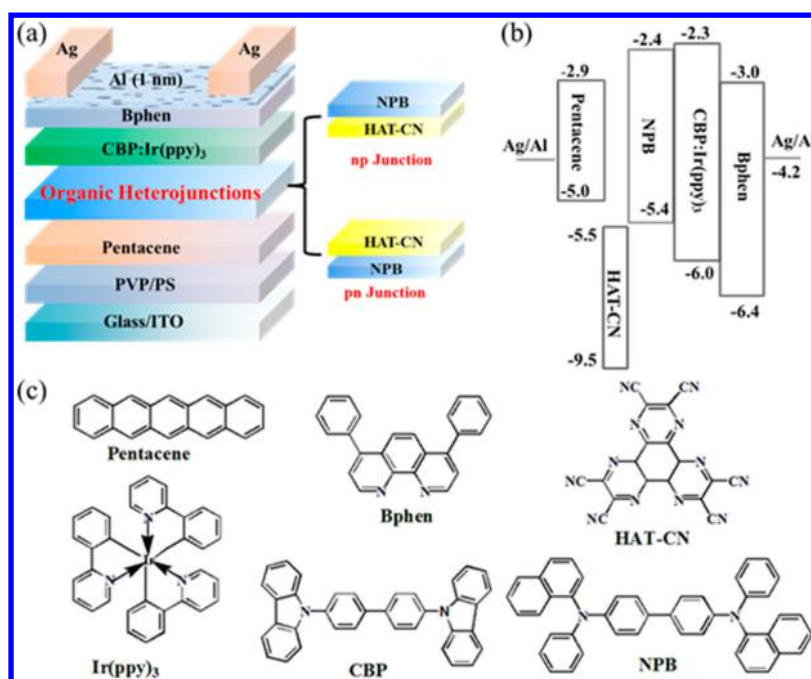 (a)
Ag
Ag
Al (1 nm)
Bphen
CBP:Ir(ppy)3
Organic Heterojunctions
Pentacene
PVP/PS
Glass/ITO
NPB
HAT-CN
np Junction
HAT-CN
NPB
pn Junction
(b)
-2.9
-2.4
-2.3
-3.0
Ag/Al
Pentacene
NPB
CBP:Ir(ppy)3
Bphen
Ag/A
-4.2
-5.0
-5.4
-5.5
HAT-CN
-6.0
-6.4
-9.5
(c)
Pentacene
N
N
Bphen
NC
CN
N
N
N
N
NC
CN
N
N
NC
CN
HAT-CN
N
N
N
Ir
Ir(ppy)3
N
N
CBP
N
N
NPB